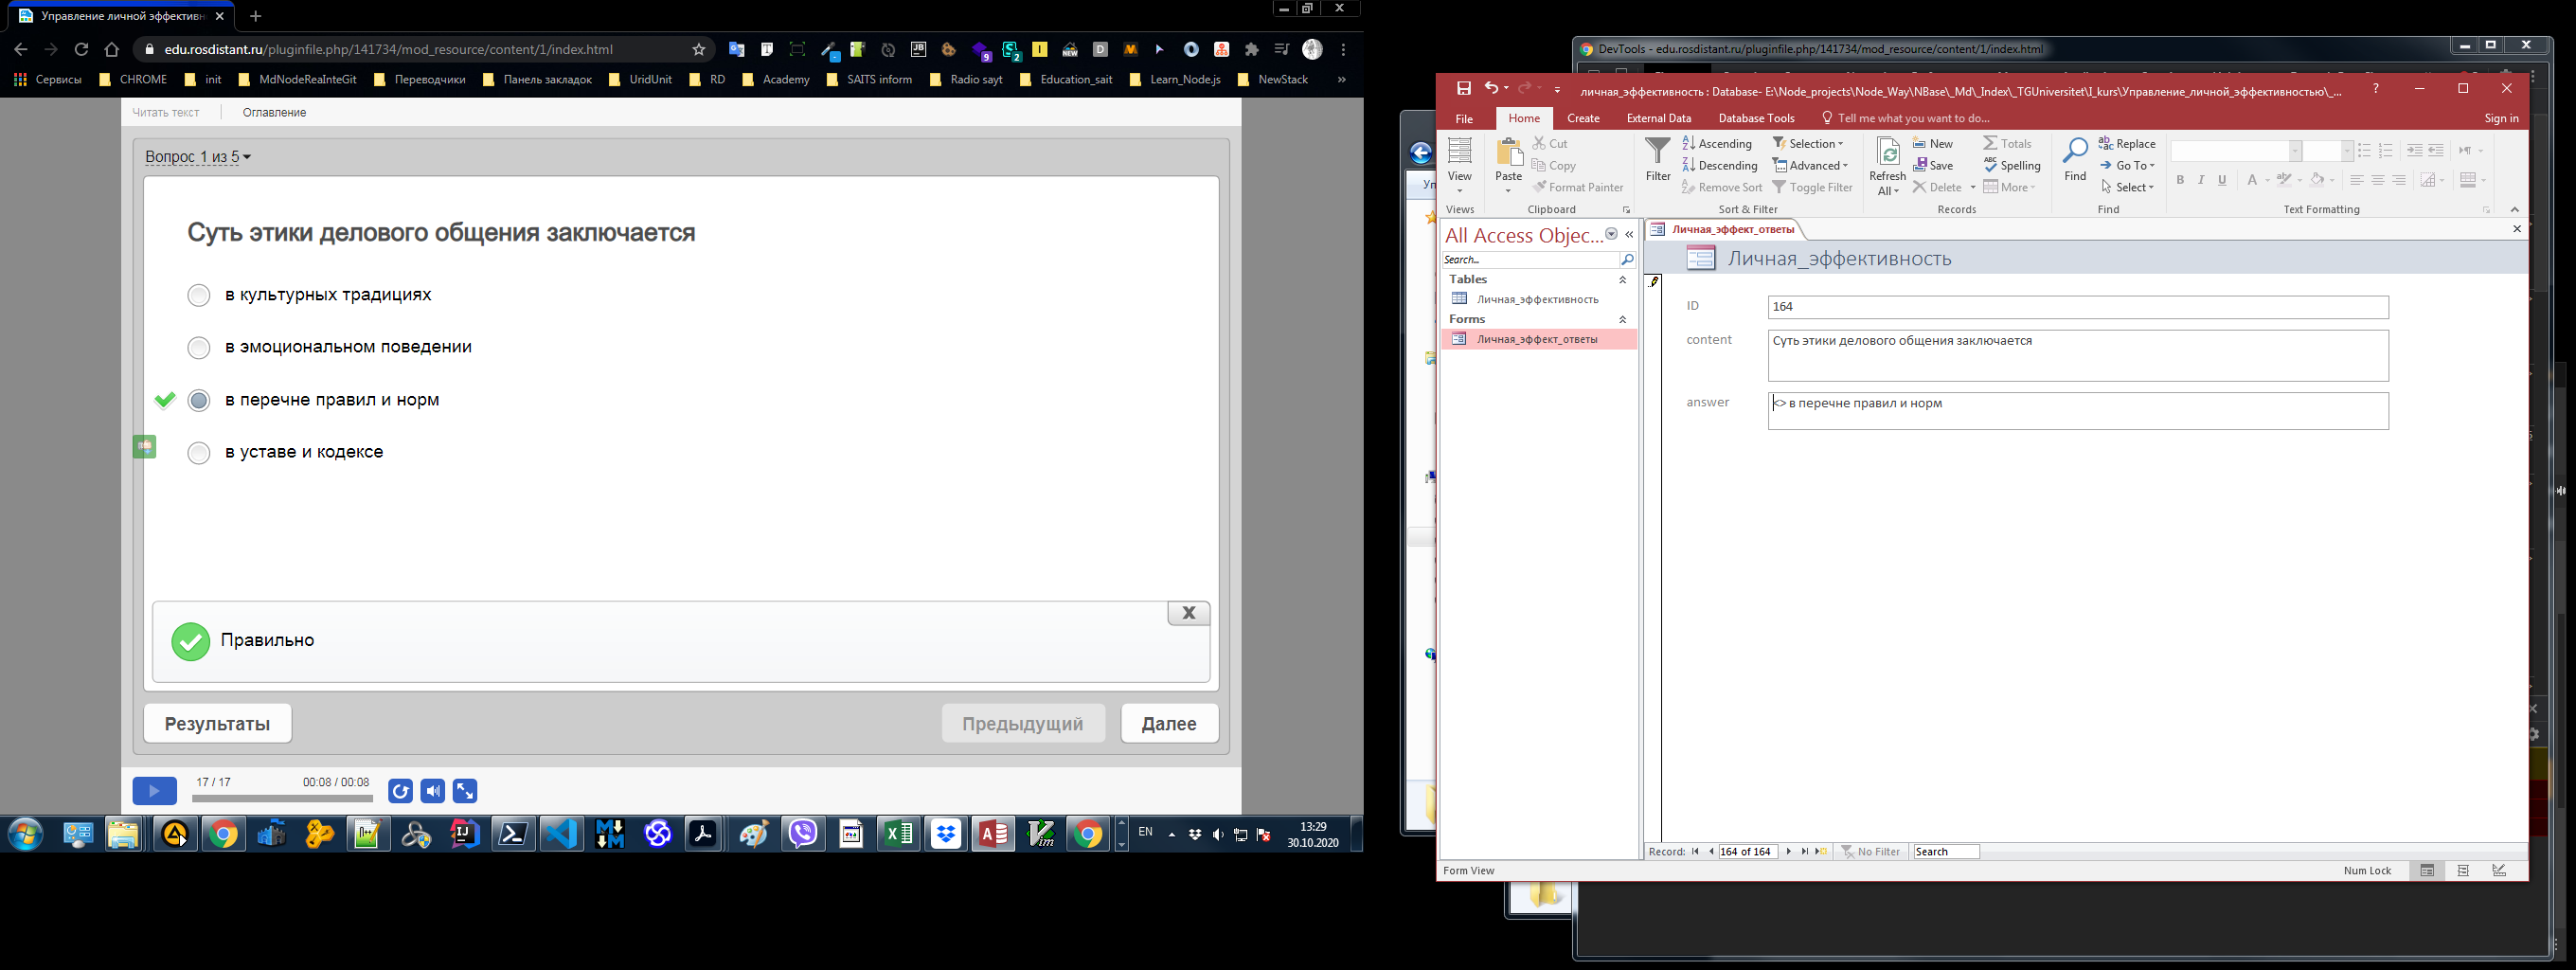 Управление личной эффективн
edu.rosdistant.ru/pluginfile.php/141734/mod_resource/content/1/index.html
Сервисы CHROME init MdNodeReaInteGit Переводчики Панель закладок UridUnit RD Academy SAITS inform Radio sayt Education_sait Learn_Node.js NewStack »
Читать текст Оглавление
Вопрос 1 из 5
Суть этики делового общения заключается
в культурных традициях
в эмоциональном поведении
в перечне правил и норм
в уставе и кодексе
X
Правильно
Результаты Предыдущий Далее
17 / 17 00:08 / 00:08
EN 13:29
30.10.2020
DevTools - edu.rosdistant.ru/pluginfile.php/141734/mod_resource/content/1/index.html
личная_эффективность : Database- E:\Node_projects\Node_Way\NBase\_Md\_Index\_TGUniversitet\I_kurs\Управление_личной_эффективностью\_...
File Home Create External Data Database Tools Tell me what you want to do... Sign in
View
Views
Paste
Cut
Copy
Format Painter
Clipboard
Filter
Ascending
Descending
Remove Sort
Selection
Advanced
Toggle Filter
Sort & Filter
Refresh
All
New
Save
Delete
Totals
Spelling
More
Records
Find
Replace
Go To
Select
Find
B I U A
Text Formatting
All Access Objec...
Search...
Tables
Личная_эффективность
Forms
Личная_эффект_ответы
Личная_эффект_ответы
Личная_эффективность
ID 164
content Суть этики делового общения заключается
answer <> в перечне правил и норм
Record: 164 of 164 No Filter Search
Form View Num Lock